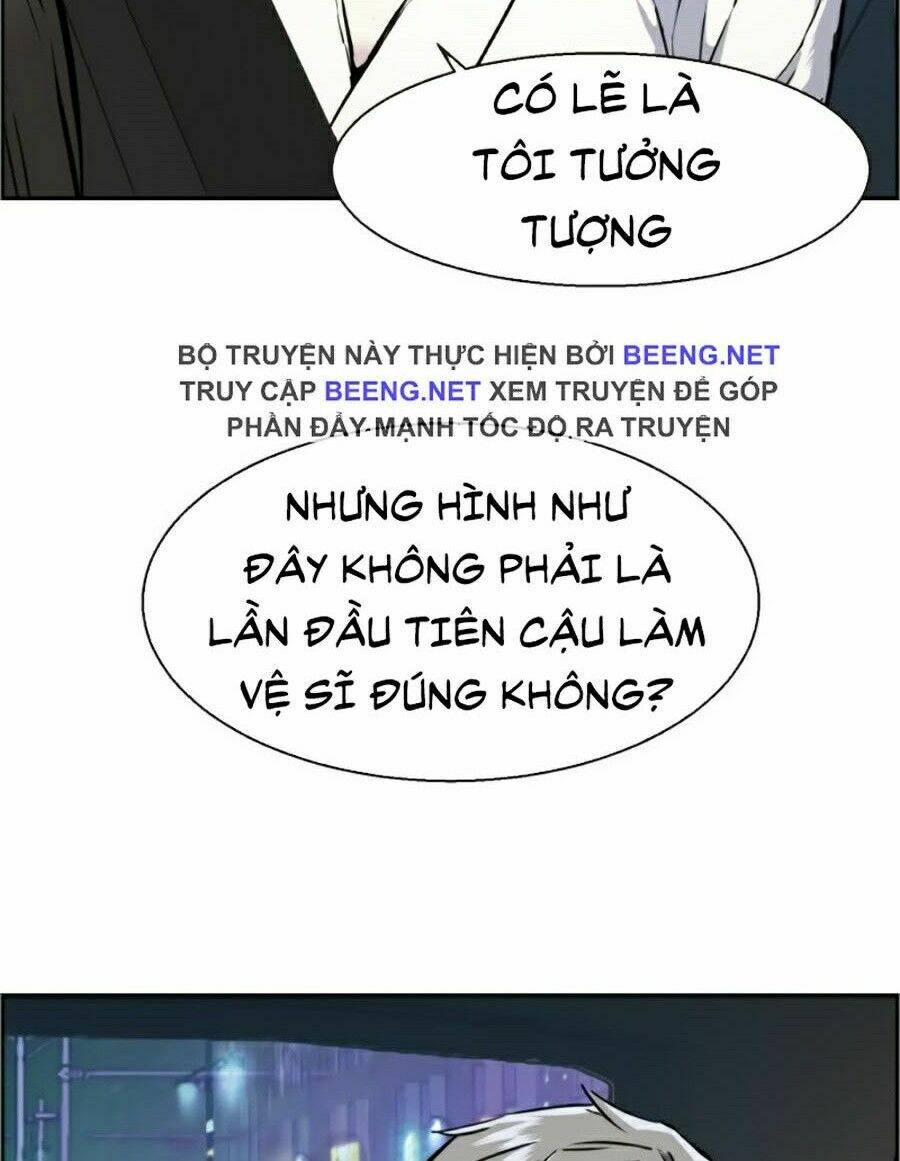 CÓ LẼ LÀ
TÔI TƯỞNG
TƯỢNG
BỘ TRUYỆN NÀY THỰC HIỆN BỞI BEENG.NET
TRUY CẬP BEENG.NET XEM TRUYỆN ĐỂ GÓP
PHẦN ĐẨY MẠNH TỐC ĐỘ RA TRUYỆN
NHƯNG HÌNH NHƯ
ĐÂY KHÔNG PHẢI LÀ
LẦN ĐẦU TIÊN CẬU LÀM
VỆ SĨ ĐÚNG KHÔNG?